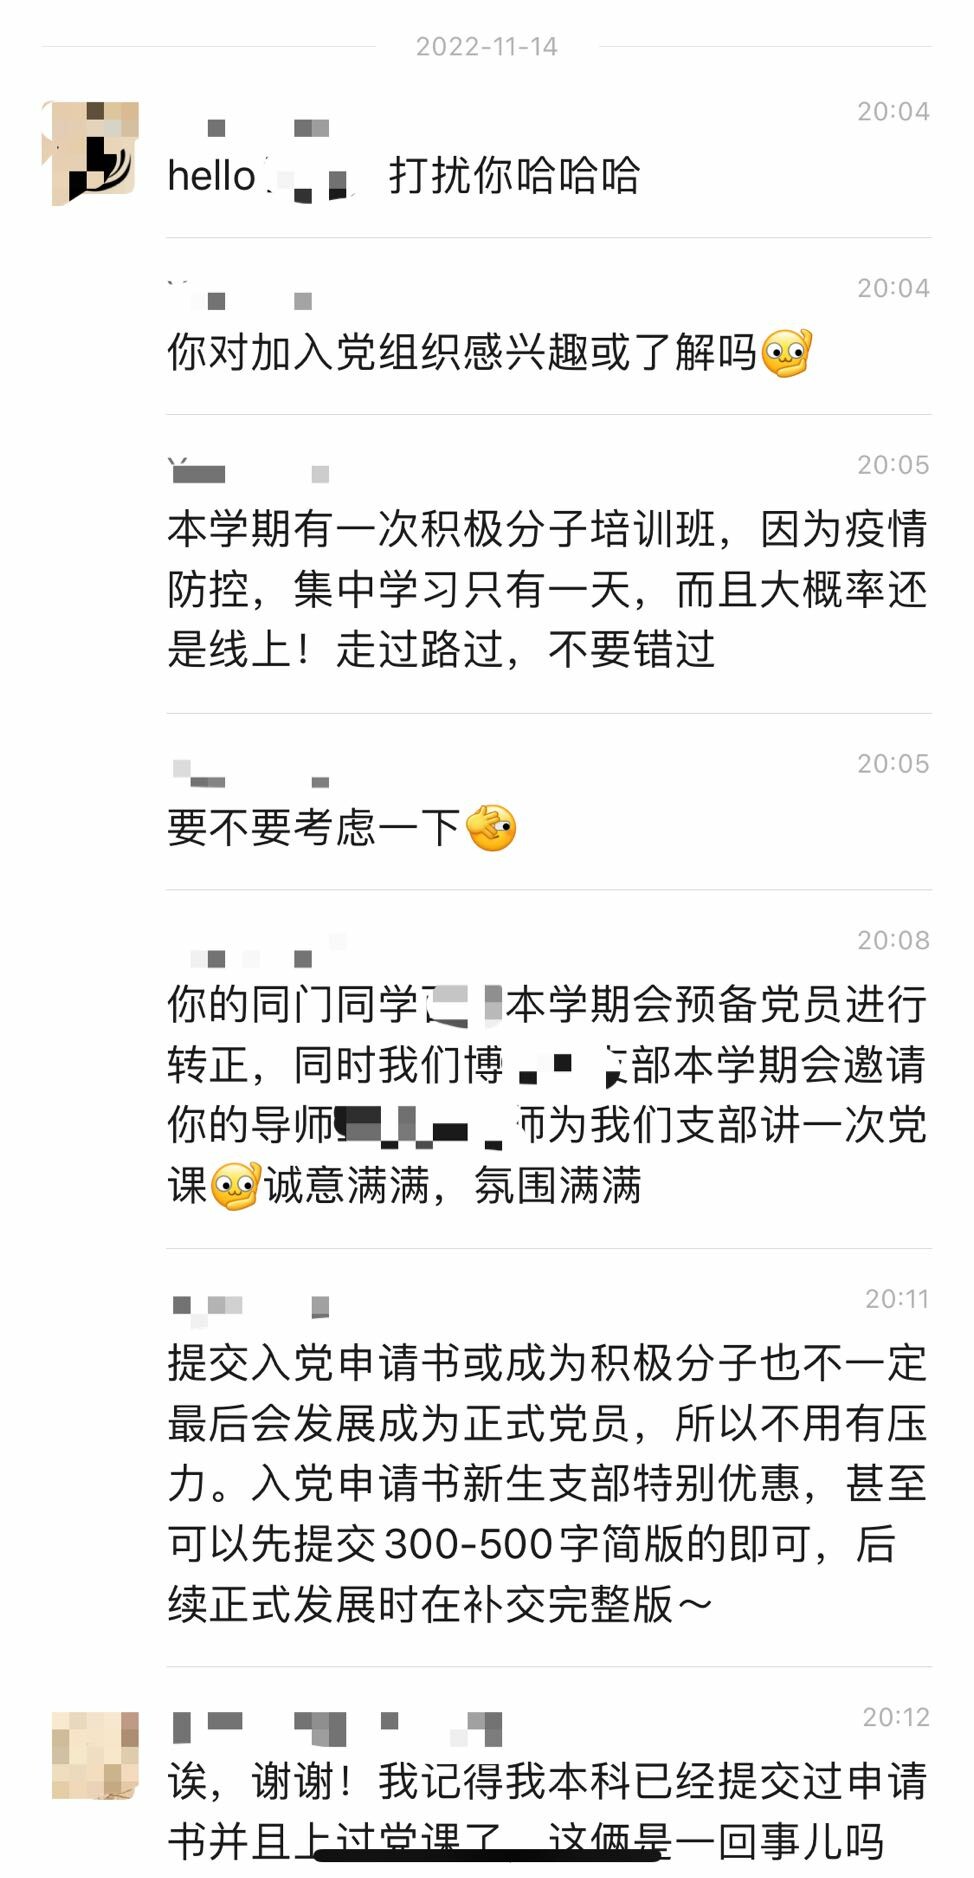 2022-11-14
20:04
hello 打扰你哈哈哈
20:04
你对加入党组织感兴趣或了解吗
20:05
本学期有一次积极分子培训班，因为疫情
防控，集中学习只有一天，而且大概率还
是线上！走过路过，不要错过
20:05
要不要考虑一下
20:08
你的同门同学 本学期会预备党员进行
转正，同时我们博 支部本学期会邀请
你的导师 师为我们支部讲一次党
课 诚意满满，氛围满满
20:11
提交入党申请书或成为积极分子也不一定
最后会发展成为正式党员，所以不用有压
力。入党申请书新生支部特别优惠，甚至
可以先提交300-500字简版的即可，后
续正式发展时在补交完整版～
20:12
诶，谢谢！我记得我本科已经提交过申请
书并且上过党课了，这俩是一回事儿吗